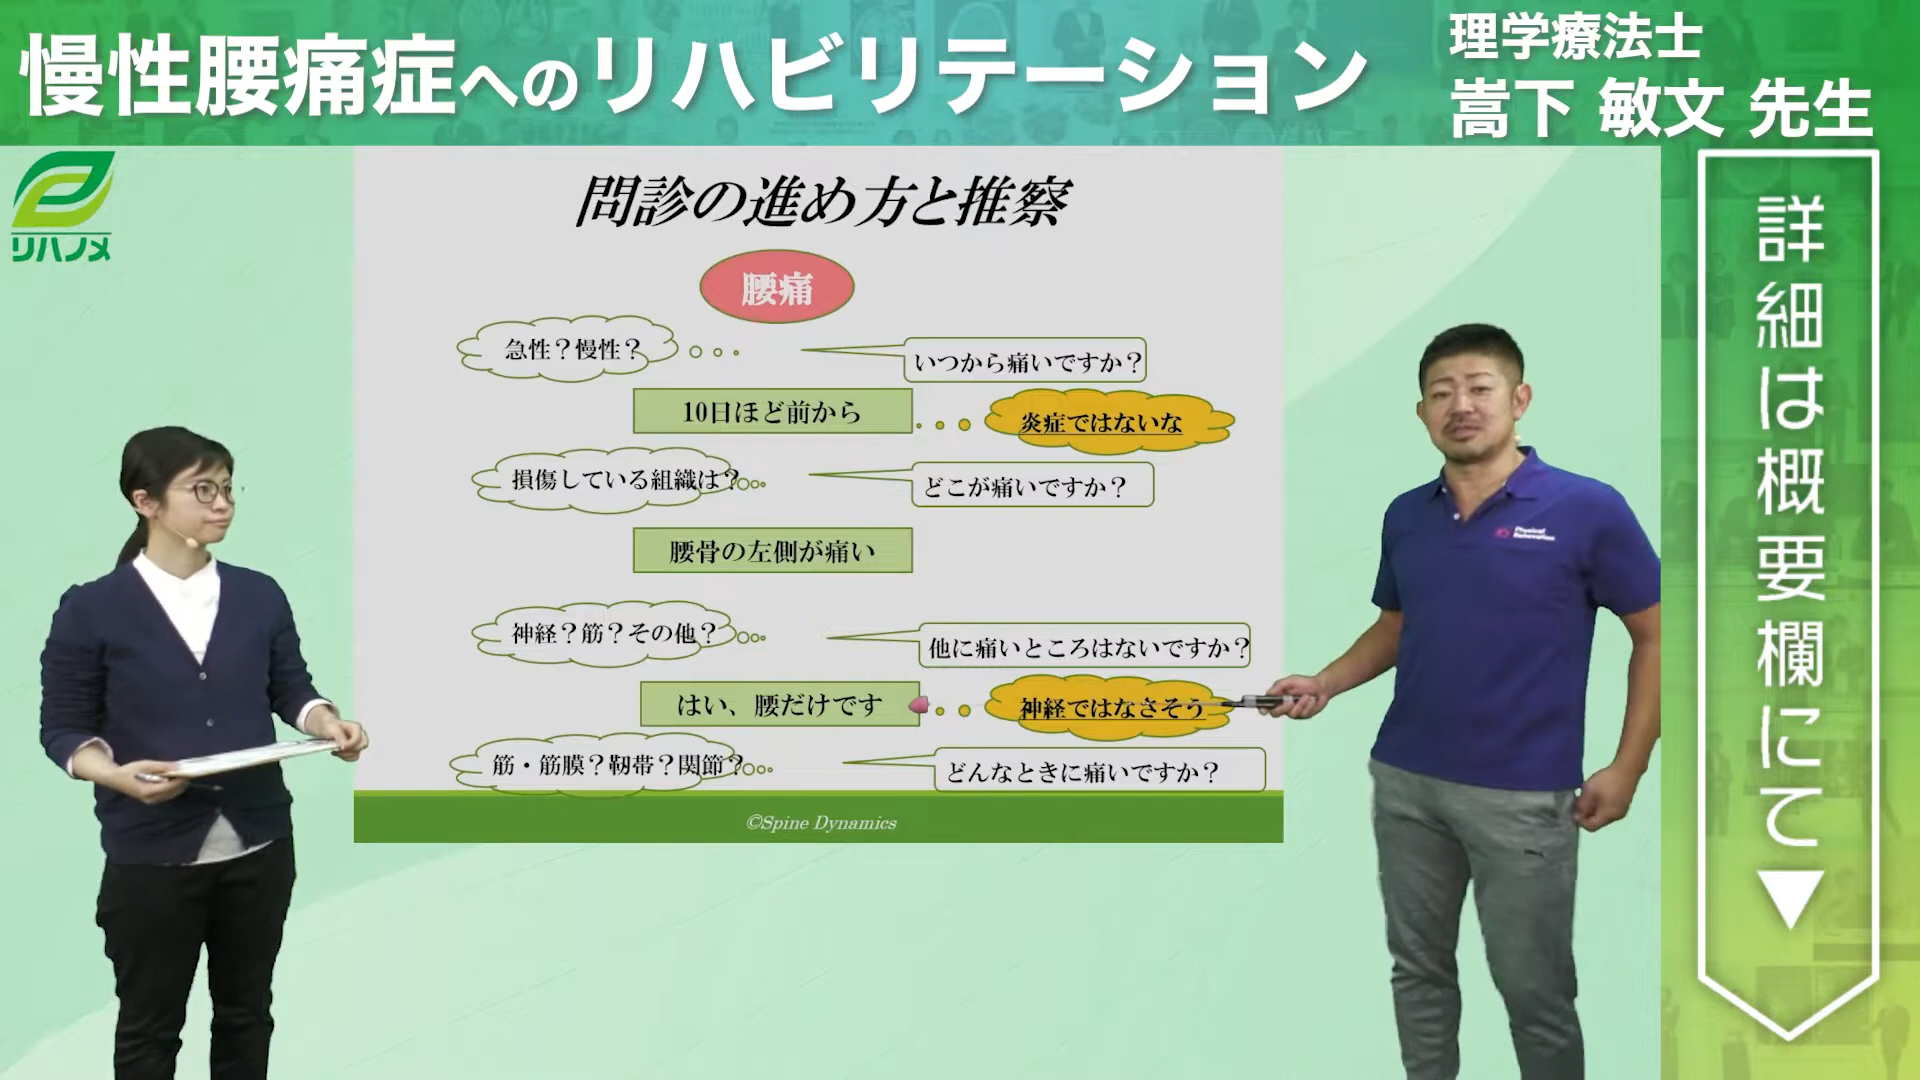 慢性腰痛症へのリハビリテーション
理学療法士
嵩下 敏文 先生
リハノメ
問診の進め方と推察
腰痛
急性？慢性？
いつから痛いですか？
10日ほど前から
炎症ではないな
損傷している組織は？
どこが痛いですか？
腰骨の左側が痛い
神経？筋？その他？
他に痛いところはないですか？
はい、腰だけです
神経ではなさそう
筋・筋膜？靭帯？関節？
どんなときに痛いですか？
©Spine Dynamics
Physical
詳細は概要欄にて▼